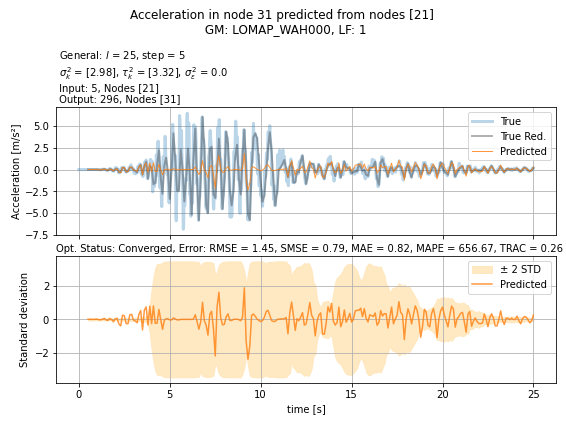 Acceleration in node 31 predicted from nodes [21]
GM: LOMAP_WAH000, LF: 1
General: l = 25, step = 5
σ_k^2 = [2.98], τ_k^2 = [3.32], σ_ε^2 = 0.0
Input: 5, Nodes [21]
Output: 296, Nodes [31]
Acceleration [m/s²]
5.0
2.5
0.0
−2.5
−5.0
−7.5
True
True Red.
Predicted
Opt. Status: Converged, Error: RMSE = 1.45, SMSE = 0.79, MAE = 0.82, MAPE = 656.67, TRAC = 0.26
Standard deviation
2
0
−2
± 2 STD
Predicted
0 5 10 15 20 25
time [s]